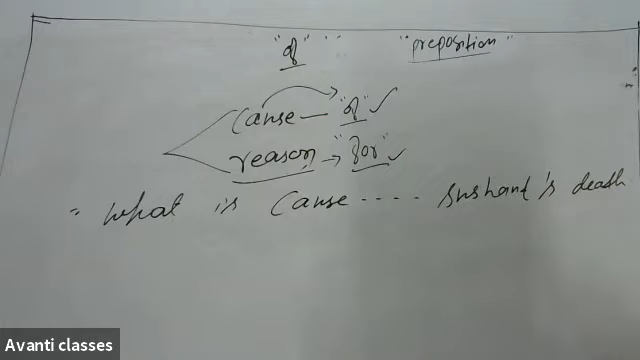 "of" ... "preposition"
Cause — "of" ✓
reason → "for" ✓
" What is Cause .... sushant's death
Avanti classes